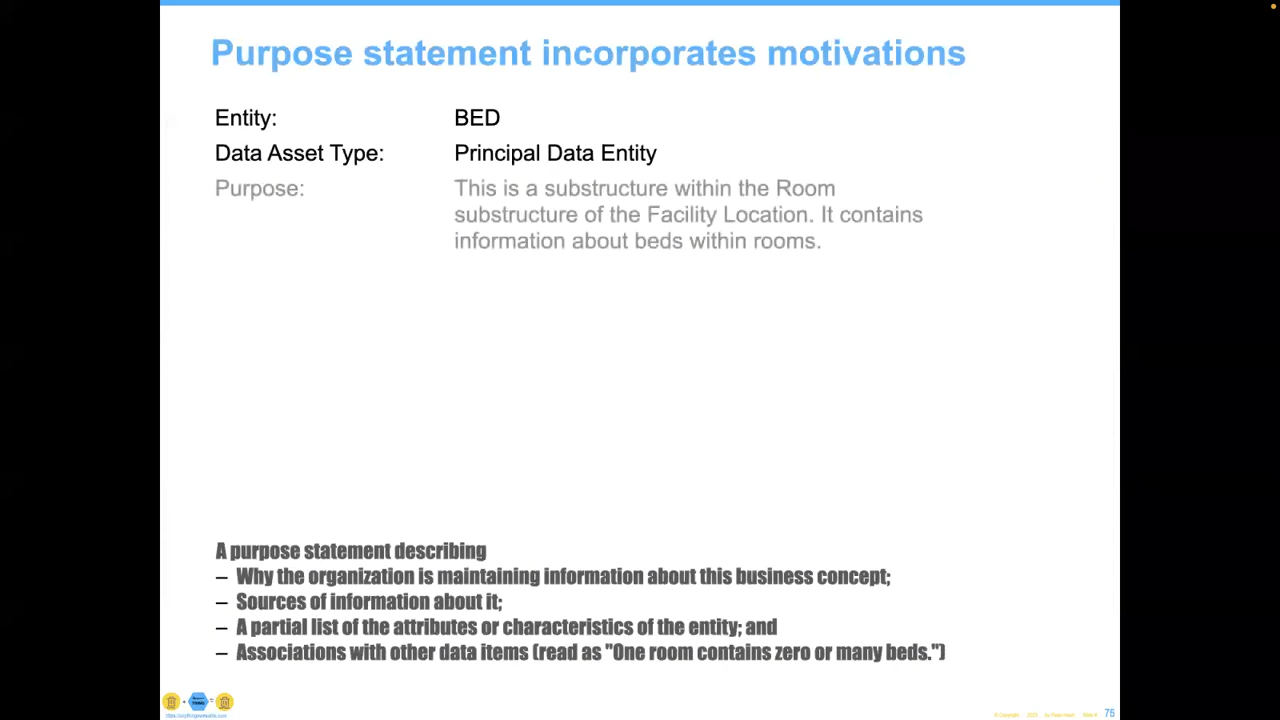 Purpose statement incorporates motivations
Entity: BED
Data Asset Type: Principal Data Entity
Purpose: This is a substructure within the Room
substructure of the Facility Location. It contains
information about beds within rooms.
A purpose statement describing
– Why the organization is maintaining information about this business concept;
– Sources of information about it;
– A partial list of the attributes or characteristics of the entity; and
– Associations with other data items (read as "One room contains zero or many beds.")
75